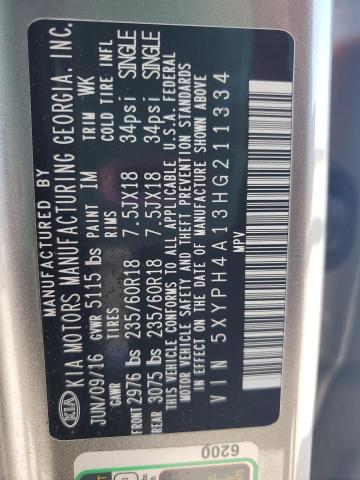 MANUFACTURED BY
KIA KIA MOTORS MANUFACTURING GEORGIA, INC.
JUN/09/16 PAINT IM TRIM WK
GVWR 5115 lbs
GAWR TIRES RIMS COLD TIRE INFL
FRONT 2976 lbs 235/60R18 7.5JX18 34psi SINGLE
REAR 3075 lbs 235/60R18 7.5JX18 34psi SINGLE
THIS VEHICLE CONFORMS TO ALL APPLICABLE U.S.A. FEDERAL
MOTOR VEHICLE SAFETY AND BUMPER STANDARDS
IN EFFECT ON THE DATE OF MANUFACTURE SHOWN ABOVE
VIN 5XYPH4A13HG211334
MPV
6200